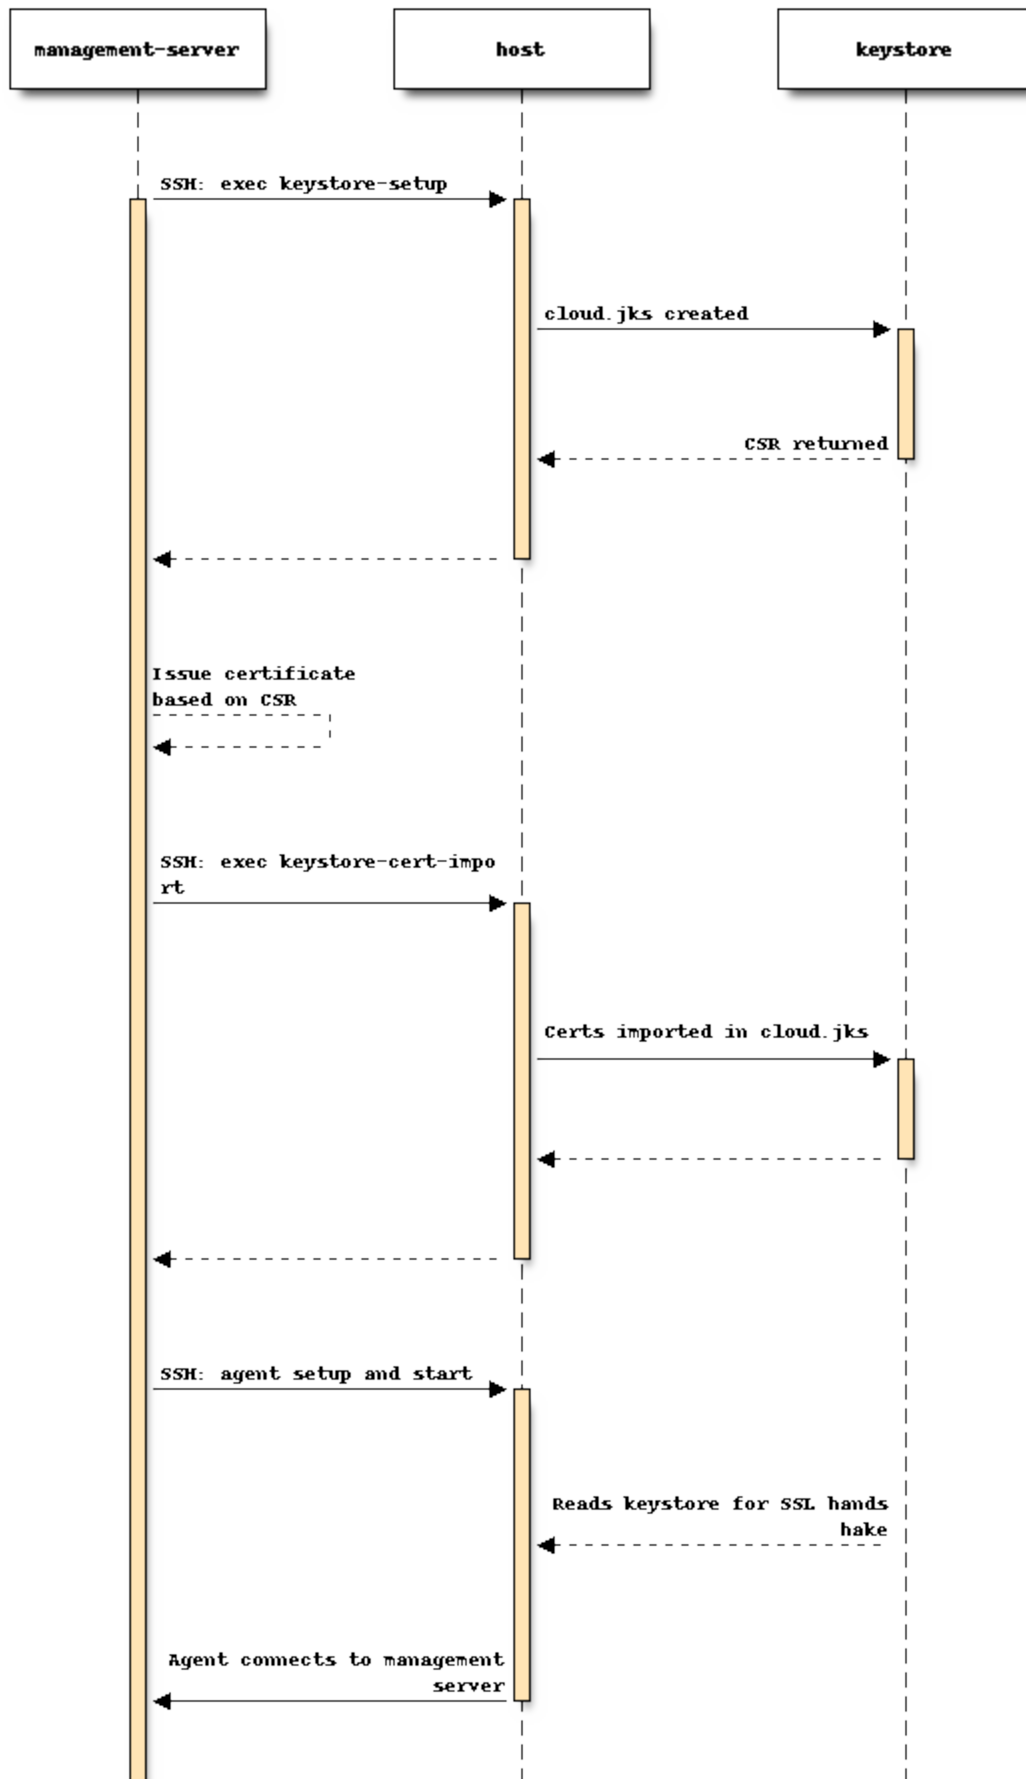 management-server
host
keystore
SSH: exec keystore-setup
cloud.jks created
CSR returned
Issue certificate
based on CSR
SSH: exec keystore-cert-impo
rt
Certs imported in cloud.jks
SSH: agent setup and start
Reads keystore for SSL hands
hake
Agent connects to management
server